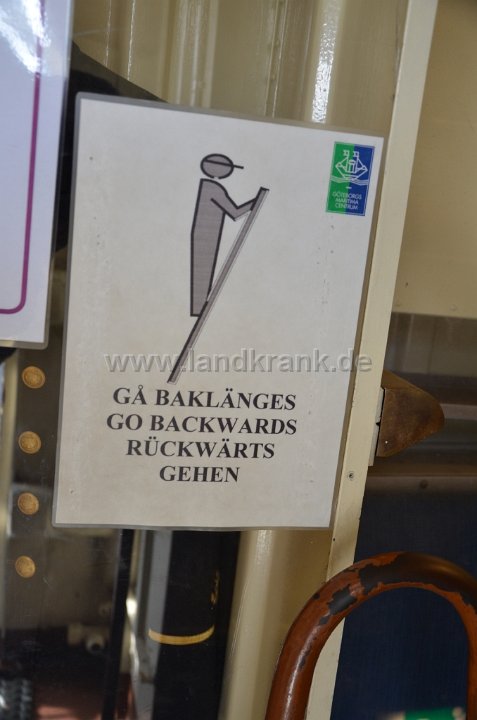 GÖTEBORGS
MARITIMA
CENTRUM
www.landkrank.de
GÅ BAKLÄNGES
GO BACKWARDS
RÜCKWÄRTS
GEHEN